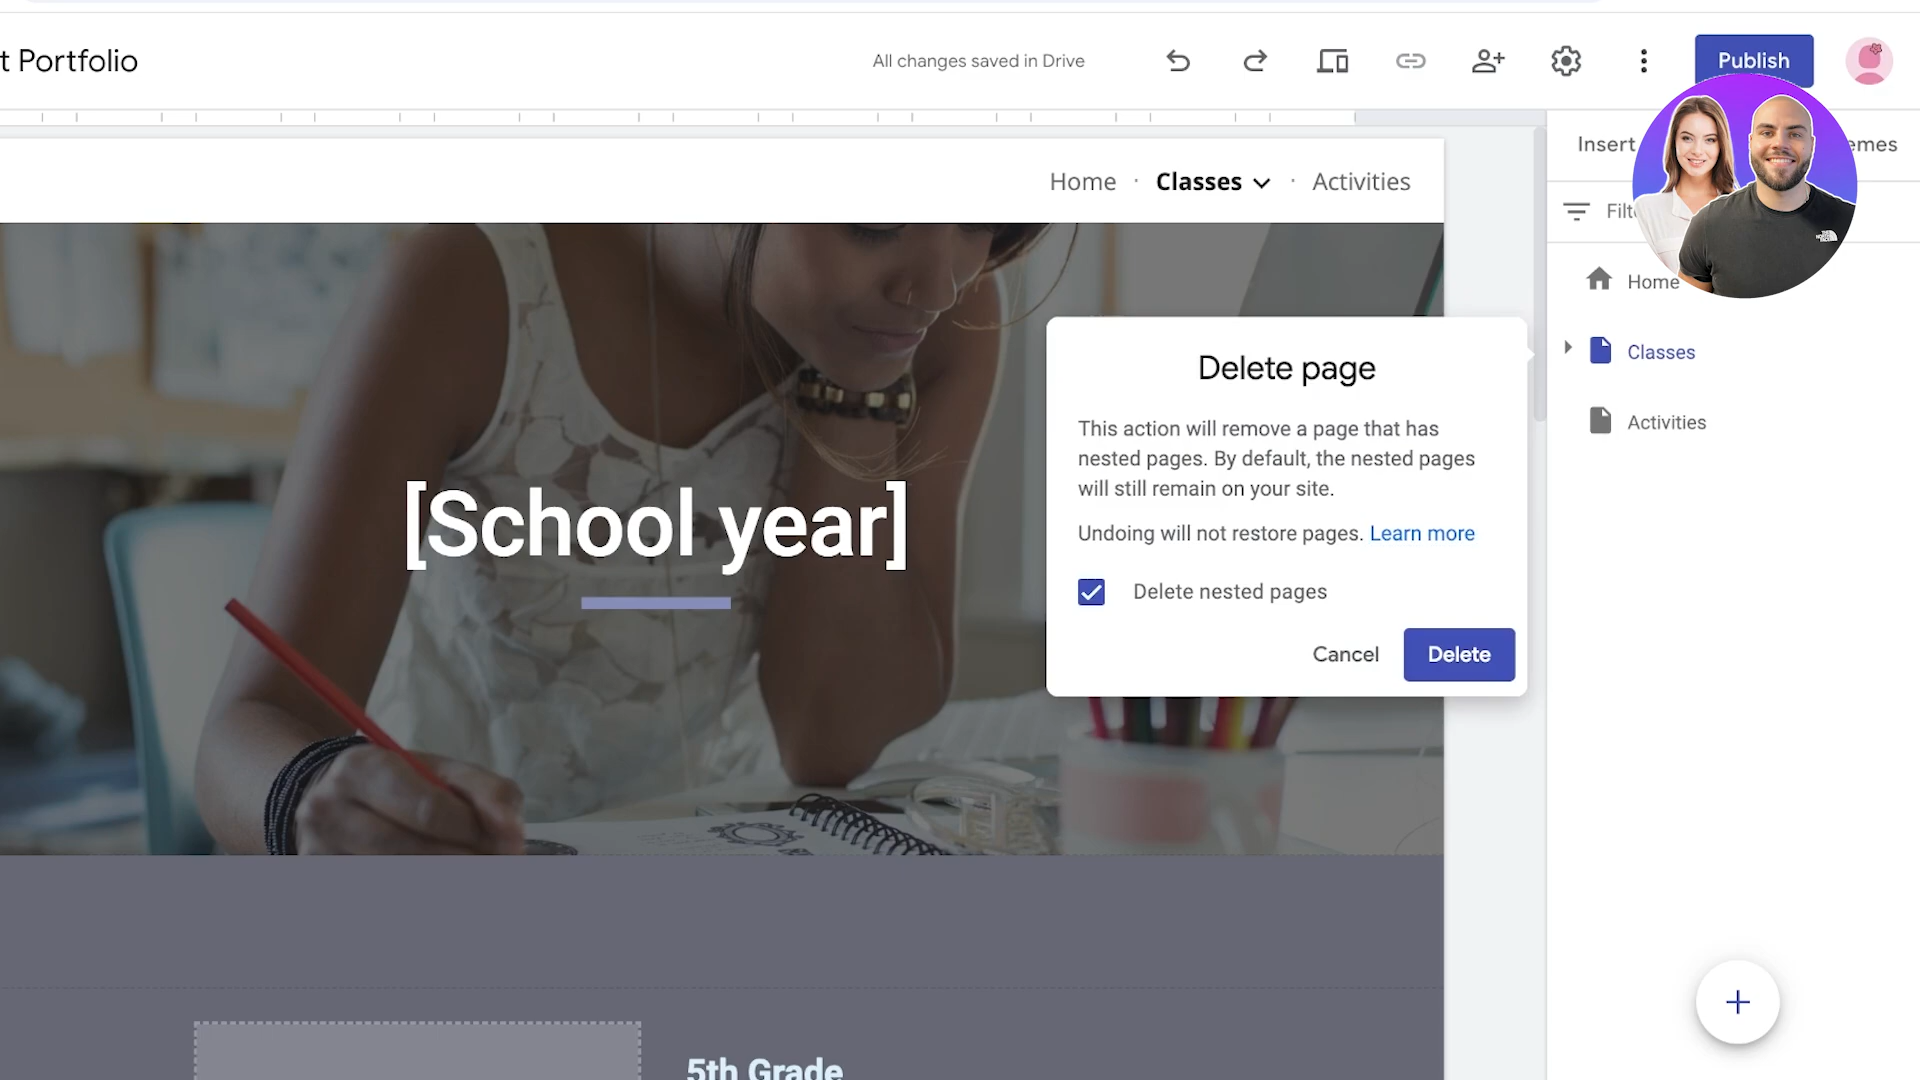 t Portfolio
All changes saved in Drive
Publish
Home · Classes · Activities
Insert
emes
Filt
Home
Classes
Activities
Delete page
This action will remove a page that has
nested pages. By default, the nested pages
will still remain on your site.
Undoing will not restore pages. Learn more
Delete nested pages
Cancel
Delete
[School year]
5th Grade